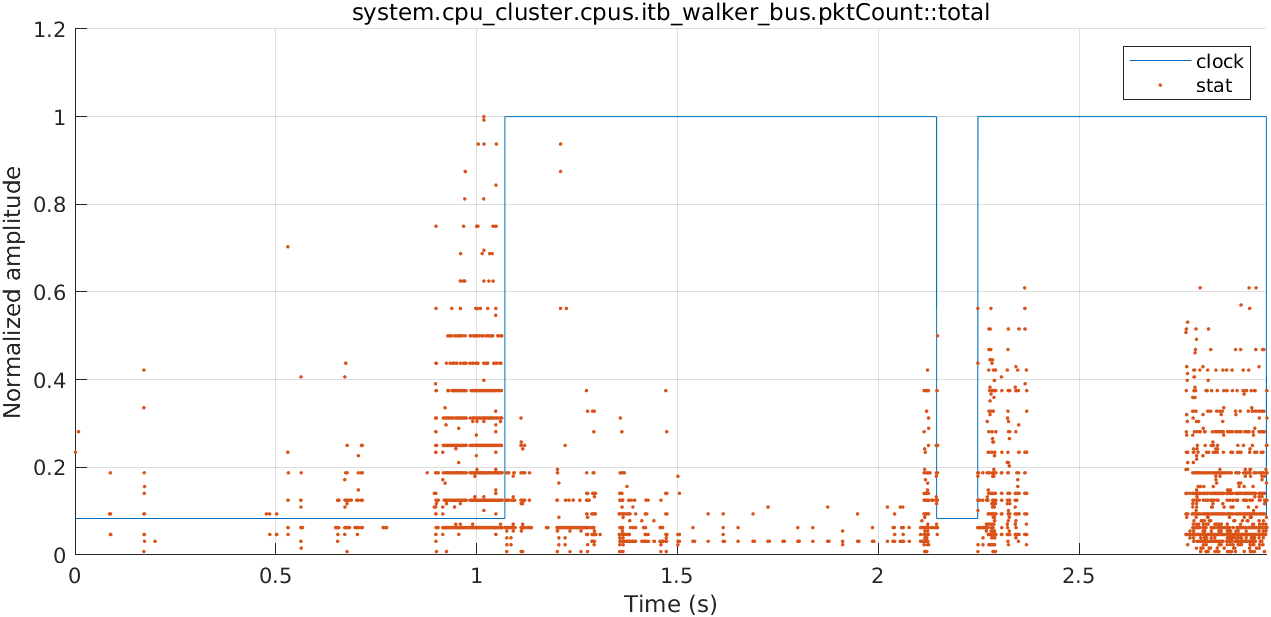 system.cpu_cluster.cpus.itb_walker_bus.pktCount::total
1.2
1
0.8
0.6
0.4
0.2
0
Normalized amplitude
clock
stat
0 0.5 1 1.5 2 2.5
Time (s)